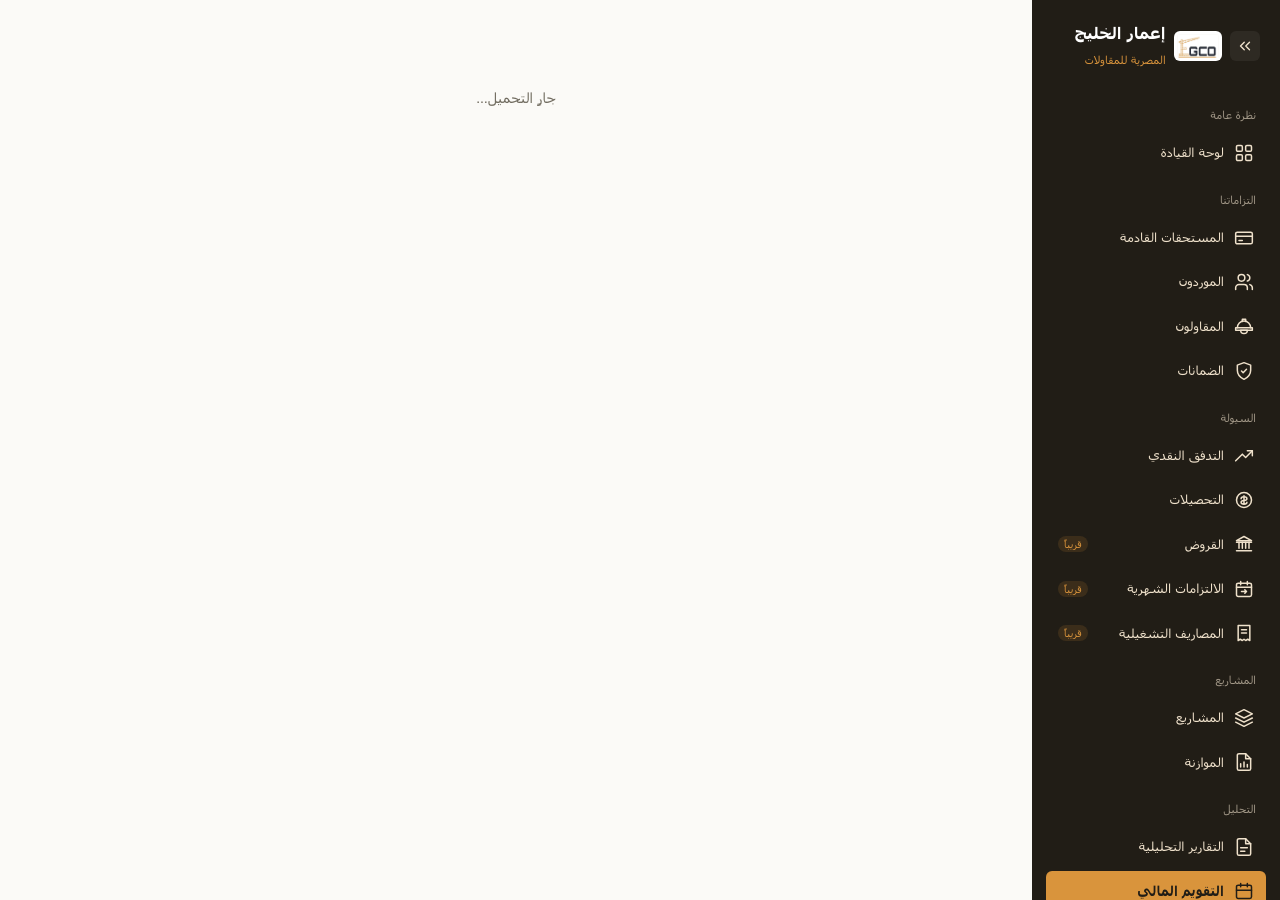 إعمار الخليج
المصرية للمقاولات
GCO
نظرة عامة
لوحة القيادة
التزاماتنا
المستحقات القادمة
الموردون
المقاولون
الضمانات
السيولة
التدفق النقدي
التحصيلات
القروض
قريباً
الالتزامات الشهرية
قريباً
المصاريف التشغيلية
قريباً
المشاريع
المشاريع
الموازنة
التحليل
التقارير التحليلية
التقويم المالي
جارٍ التحميل...